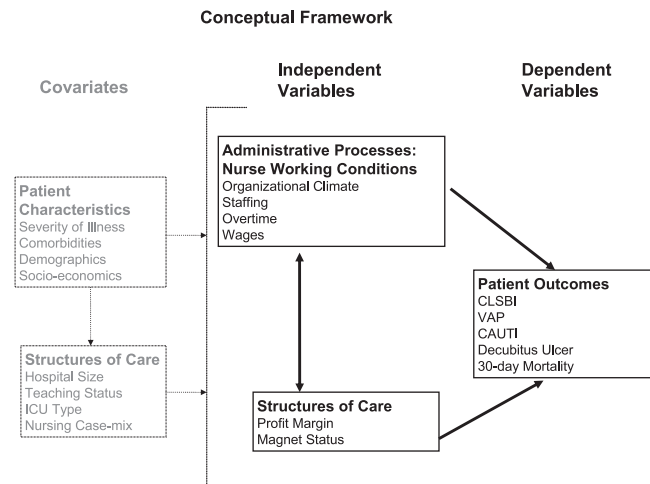 Conceptual Framework
Covariates
Independent
Variables
Dependent
Variables
Patient
Characteristics
Severity of Illness
Comorbidities
Demographics
Socio-economics
Structures of Care
Hospital Size
Teaching Status
ICU Type
Nursing Case-mix
Administrative Processes:
Nurse Working Conditions
Organizational Climate
Staffing
Overtime
Wages
Structures of Care
Profit Margin
Magnet Status
Patient Outcomes
CLSBI
VAP
CAUTI
Decubitus Ulcer
30-day Mortality